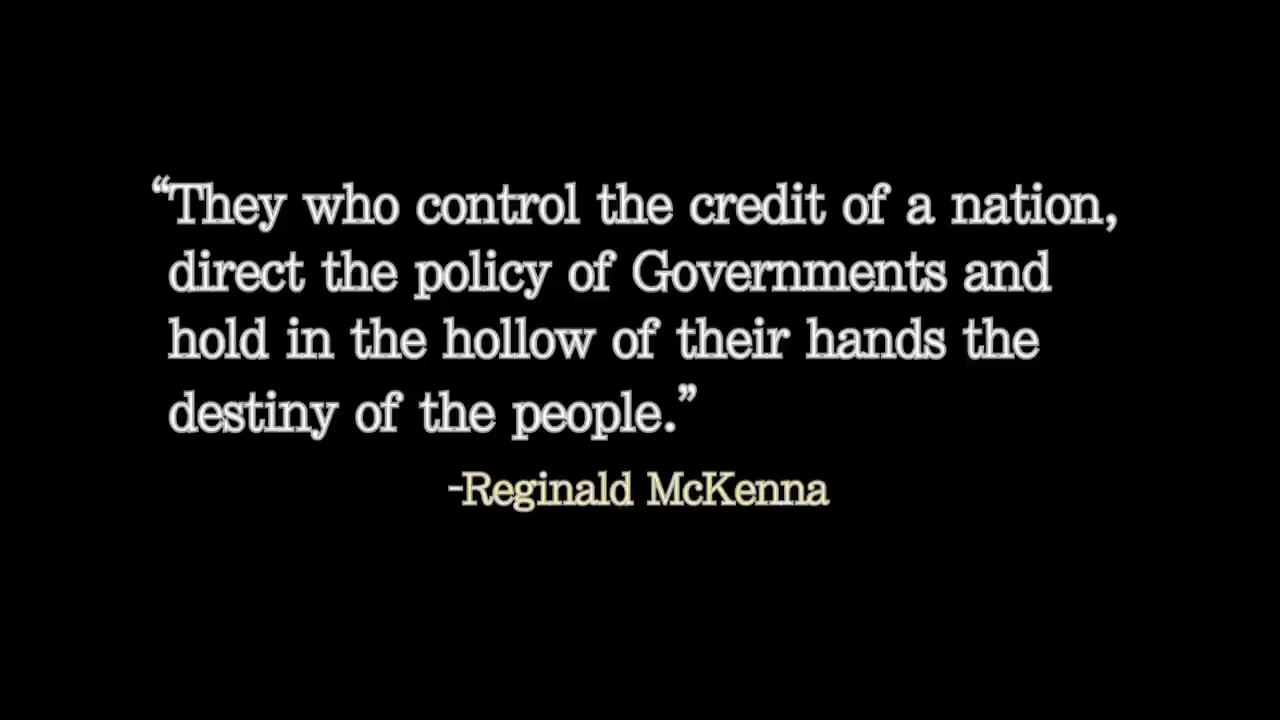 “They who control the credit of a nation,
direct the policy of Governments and
hold in the hollow of their hands the
destiny of the people.”
-Reginald McKenna